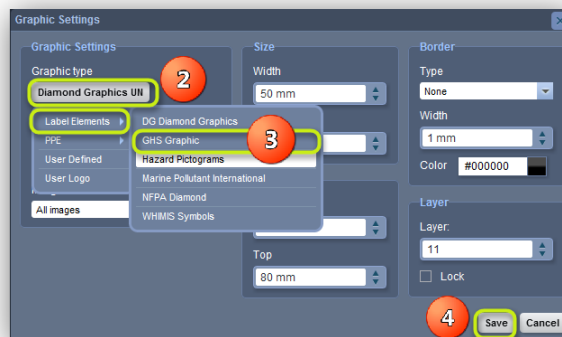 Graphic Settings
Graphic Settings
Graphic type
Diamond Graphics UN
2
Label Elements
PPE
User Defined
User Logo
All images
DG Diamond Graphics
GHS Graphic
3
Hazard Pictograms
Marine Pollutant International
NFPA Diamond
WHIMIS Symbols
Size
Width
50 mm
Top
80 mm
Border
Type
None
Width
1 mm
Color #000000
Layer
Layer:
11
Lock
4
Save
Cancel